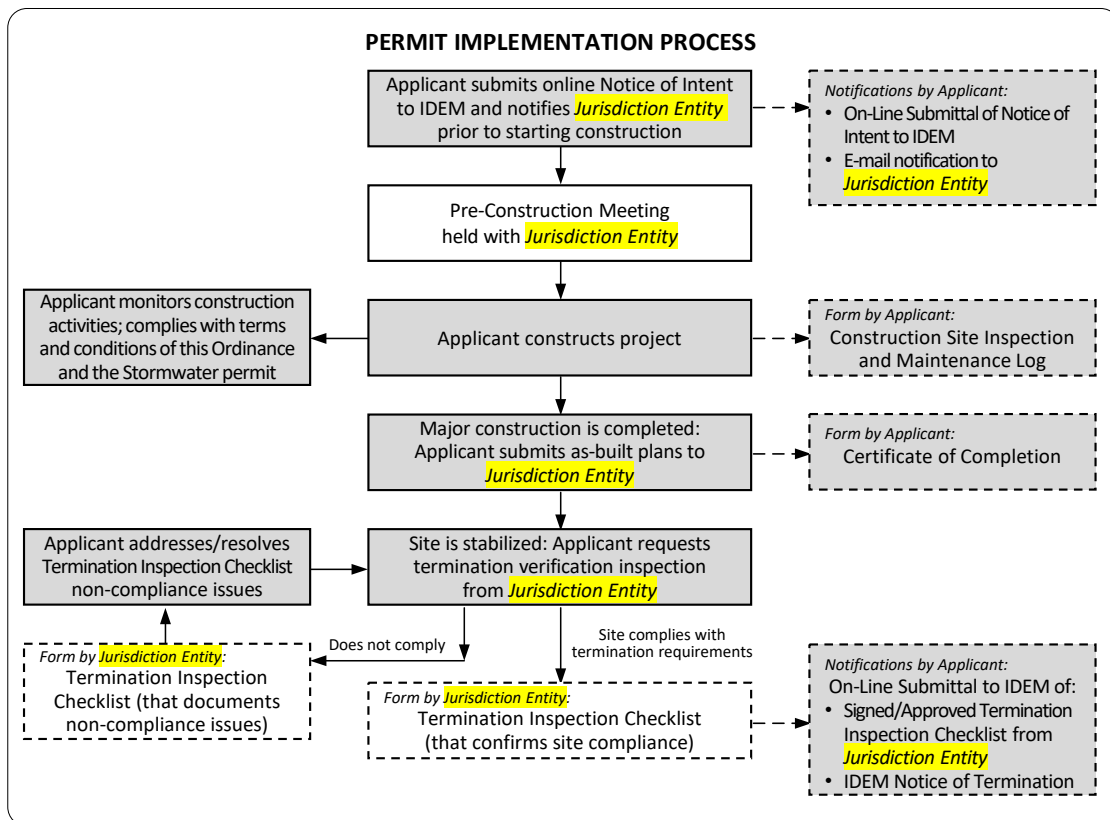 PERMIT IMPLEMENTATION PROCESS
Applicant submits online Notice of Intent
to IDEM and notifies Jurisdiction Entity
prior to starting construction
Notifications by Applicant:
• On-Line Submittal of Notice of
Intent to IDEM
• E-mail notification to
Jurisdiction Entity
Pre-Construction Meeting
held with Jurisdiction Entity
Applicant monitors construction
activities; complies with terms
and conditions of this Ordinance
and the Stormwater permit
Applicant constructs project
Form by Applicant:
Construction Site Inspection
and Maintenance Log
Major construction is completed:
Applicant submits as-built plans to
Jurisdiction Entity
Form by Applicant:
Certificate of Completion
Applicant addresses/resolves
Termination Inspection Checklist
non-compliance issues
Site is stabilized: Applicant requests
termination verification inspection
from Jurisdiction Entity
Does not comply
Site complies with
termination requirements
Form by Jurisdiction Entity:
Termination Inspection
Checklist (that documents
non-compliance issues)
Form by Jurisdiction Entity:
Termination Inspection Checklist
(that confirms site compliance)
Notifications by Applicant:
On-Line Submittal to IDEM of:
• Signed/Approved Termination
Inspection Checklist from
Jurisdiction Entity
• IDEM Notice of Termination